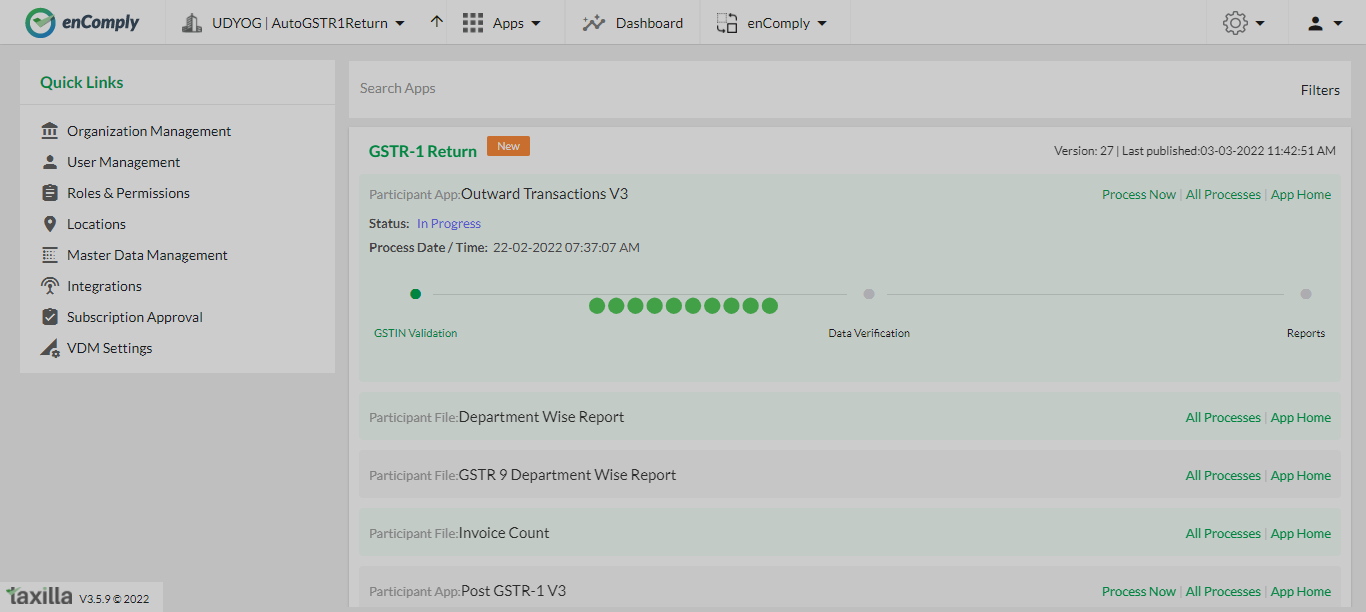 enComply UDYOG | AutoGSTR1Return Apps Dashboard enComply
Quick Links
Organization Management
User Management
Roles & Permissions
Locations
Master Data Management
Integrations
Subscription Approval
VDM Settings
Search Apps Filters
GSTR-1 Return New Version: 27 | Last published:03-03-2022 11:42:51 AM
Participant App:Outward Transactions V3 Process Now | All Processes | App Home
Status: In Progress
Process Date / Time: 22-02-2022 07:37:07 AM
GSTIN Validation Data Verification Reports
Participant File:Department Wise Report All Processes | App Home
Participant File:GSTR 9 Department Wise Report All Processes | App Home
Participant File:Invoice Count All Processes | App Home
Participant App:Post GSTR-1 V3 Process Now | All Processes | App Home
taxilla V3.5.9 © 2022